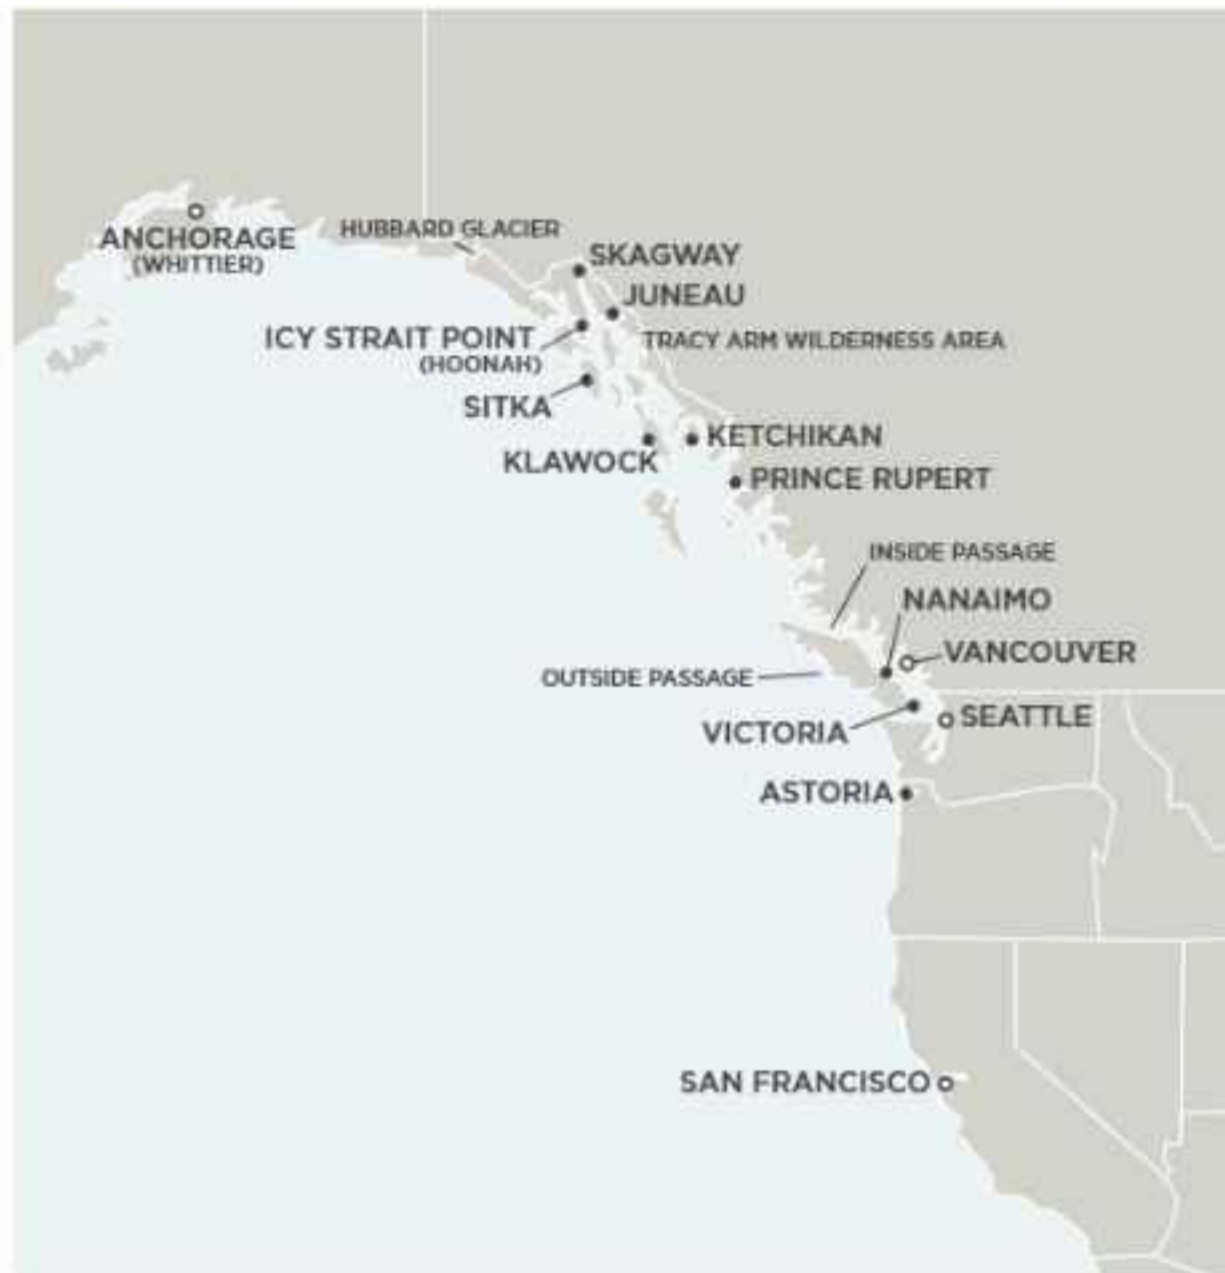 HUBBARD GLACIER
ANCHORAGE
(WHITTIER)
SKAGWAY
JUNEAU
ICY STRAIT POINT
(HOONAH)
TRACY ARM WILDERNESS AREA
SITKA
KETCHIKAN
KLAWOCK
PRINCE RUPERT
INSIDE PASSAGE
NANAIMO
VANCOUVER
OUTSIDE PASSAGE
SEATTLE
VICTORIA
ASTORIA
SAN FRANCISCO